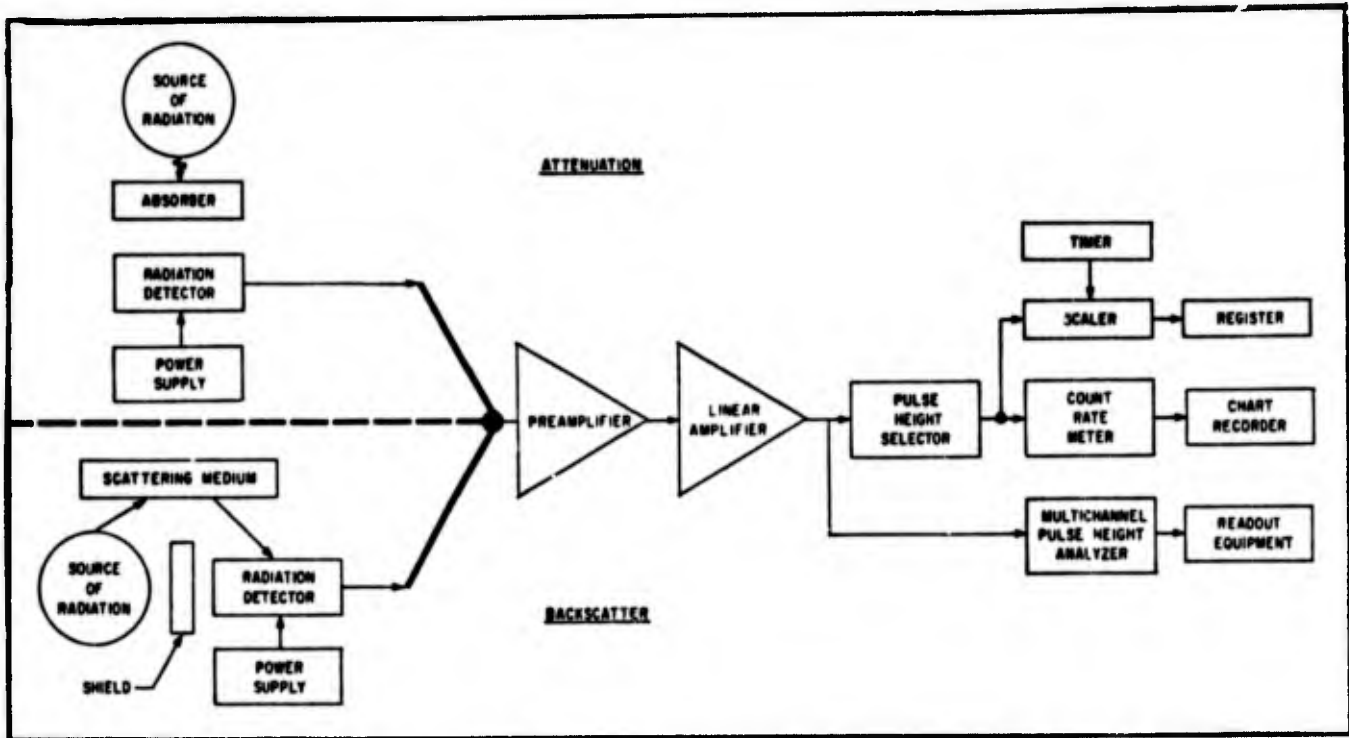 SOURCE
OF
RADIATION
ABSORBER
RADIATION
DETECTOR
POWER
SUPPLY
ATTENUATION
SCATTERING MEDIUM
SOURCE
OF
RADIATION
SHIELD
RADIATION
DETECTOR
POWER
SUPPLY
BACKSCATTER
PREAMPLIFIER
LINEAR
AMPLIFIER
PULSE
HEIGHT
SELECTOR
TIMER
SCALER
REGISTER
COUNT
RATE
METER
CHART
RECORDER
MULTICHANNEL
PULSE HEIGHT
ANALYZER
READOUT
EQUIPMENT